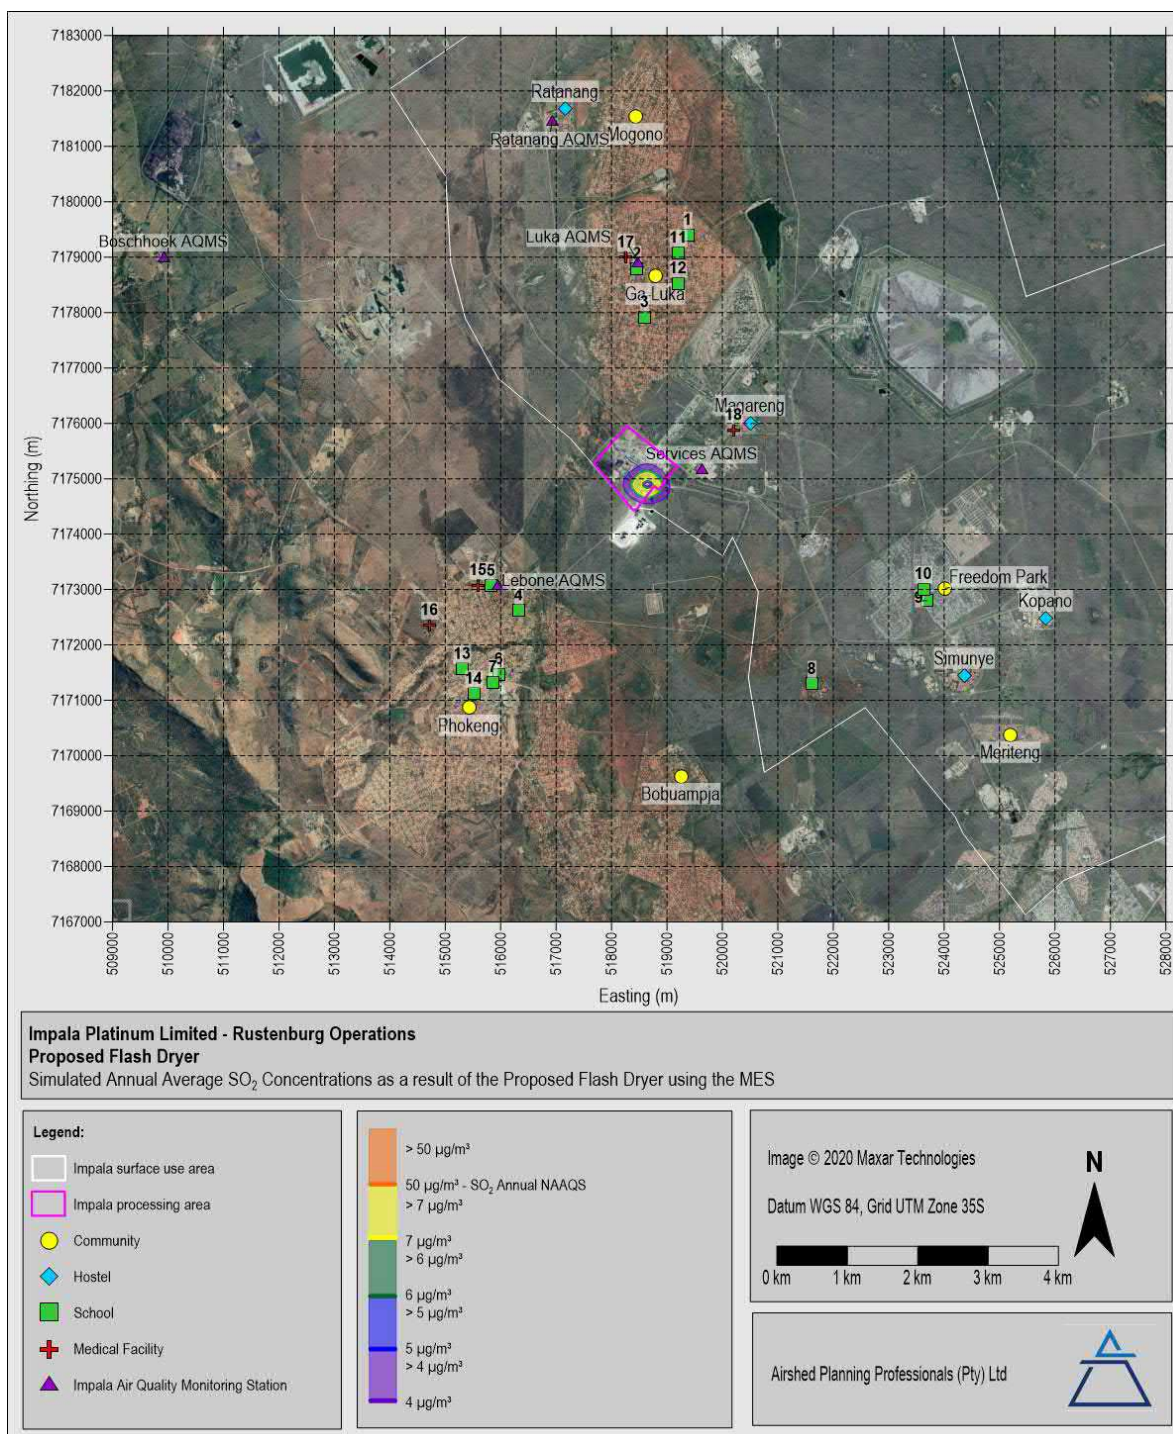 7183000
7182000
7181000
7180000
7179000
7178000
7177000
7176000
7175000
7174000
7173000
7172000
7171000
7170000
7169000
7168000
7167000
Northing (m)
Ratanang
Ratanang AQMS
Mogono
Boschhoek AQMS
1
Luka AQMS
11
17
2
12
Ga Luka
3
Magareng
18
Services AQMS
15
5
Lebone AQMS
4
16
10
Freedom Park
9
Kopano
13
7
6
14
Phokeng
8
Simunye
Meriteng
Bobuampja
509000
510000
511000
512000
513000
514000
515000
516000
517000
518000
519000
520000
521000
522000
523000
524000
525000
526000
527000
528000
Easting (m)
Impala Platinum Limited - Rustenburg Operations
Proposed Flash Dryer
Simulated Annual Average SO₂ Concentrations as a result of the Proposed Flash Dryer using the MES
Legend:
Impala surface use area
Impala processing area
Community
Hostel
School
Medical Facility
Impala Air Quality Monitoring Station
> 50 µg/m³
50 µg/m³ - SO₂ Annual NAAQS
> 7 µg/m³
7 µg/m³
> 6 µg/m³
6 µg/m³
> 5 µg/m³
5 µg/m³
> 4 µg/m³
4 µg/m³
Image © 2020 Maxar Technologies
Datum WGS 84, Grid UTM Zone 35S
N
0 km 1 km 2 km 3 km 4 km
Airshed Planning Professionals (Pty) Ltd